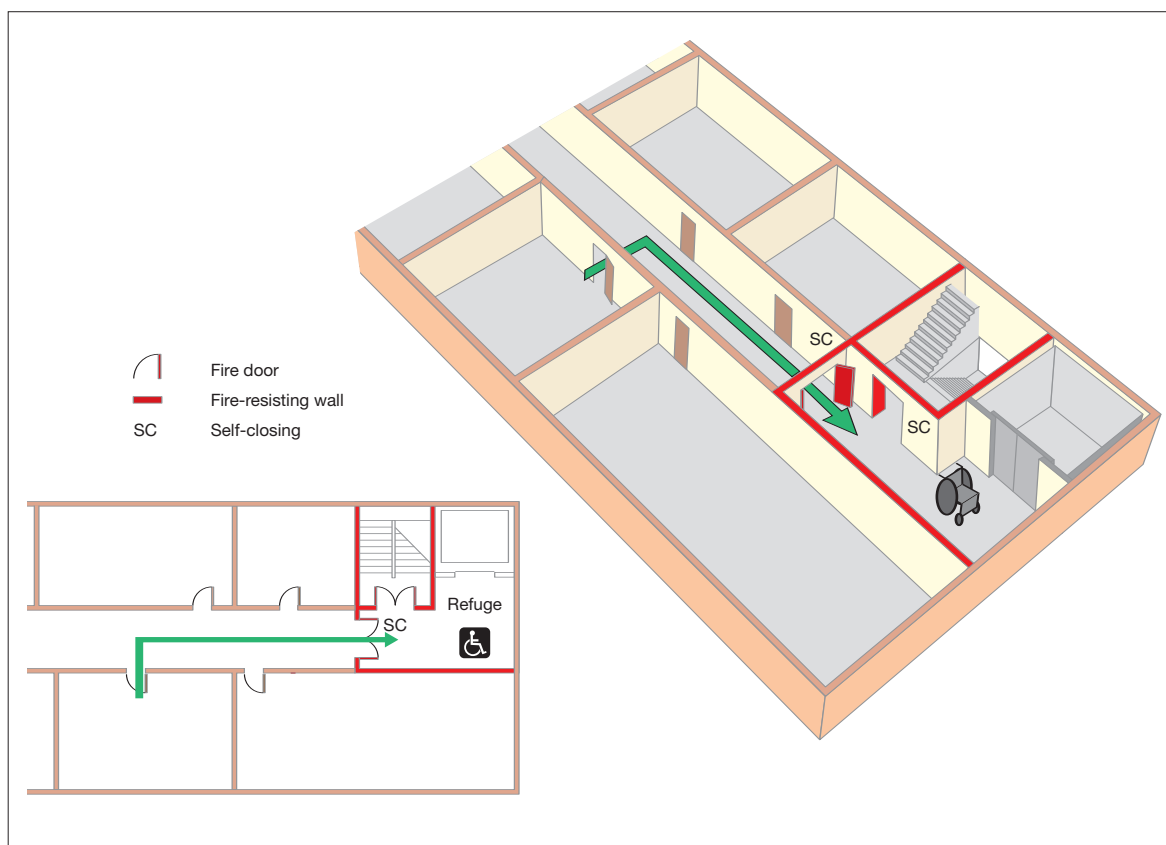 SC
SC
Fire door
Fire-resisting wall
SC
Self-closing
Refuge
SC